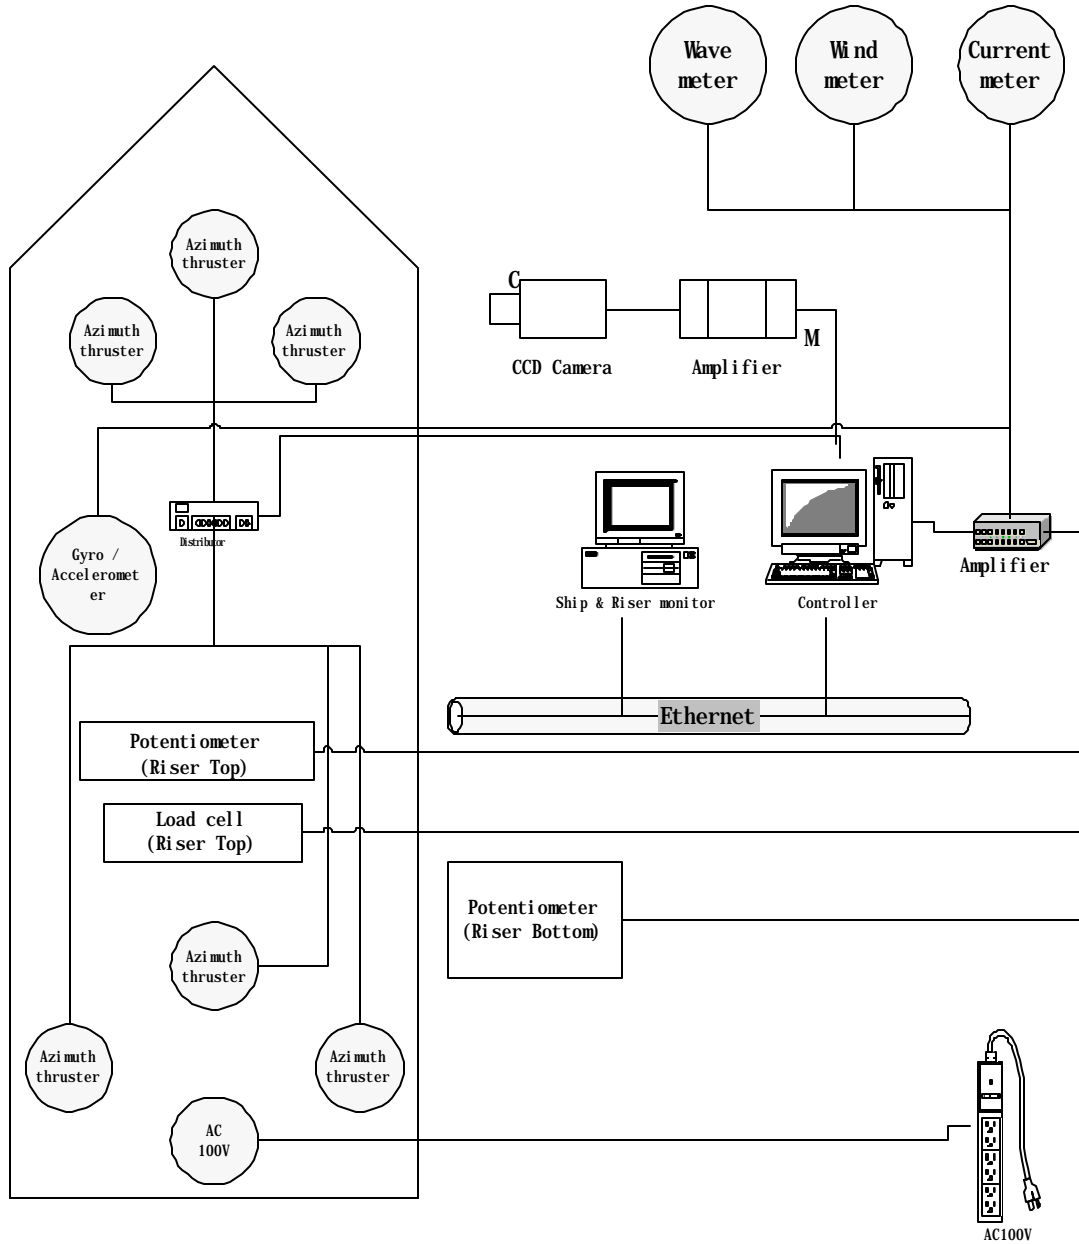 Wave
meter
Wind
meter
Current
meter
Azimuth
thruster
Azimuth
thruster
Azimuth
thruster
C
M
CCD Camera
Amplifier
Distributor
Gyro /
Acceleromet
er
Ship & Riser monitor
Controller
Amplifier
Ethernet
Potentiometer
(Riser Top)
Load cell
(Riser Top)
Potentiometer
(Riser Bottom)
Azimuth
thruster
Azimuth
thruster
Azimuth
thruster
AC
100V
AC100V